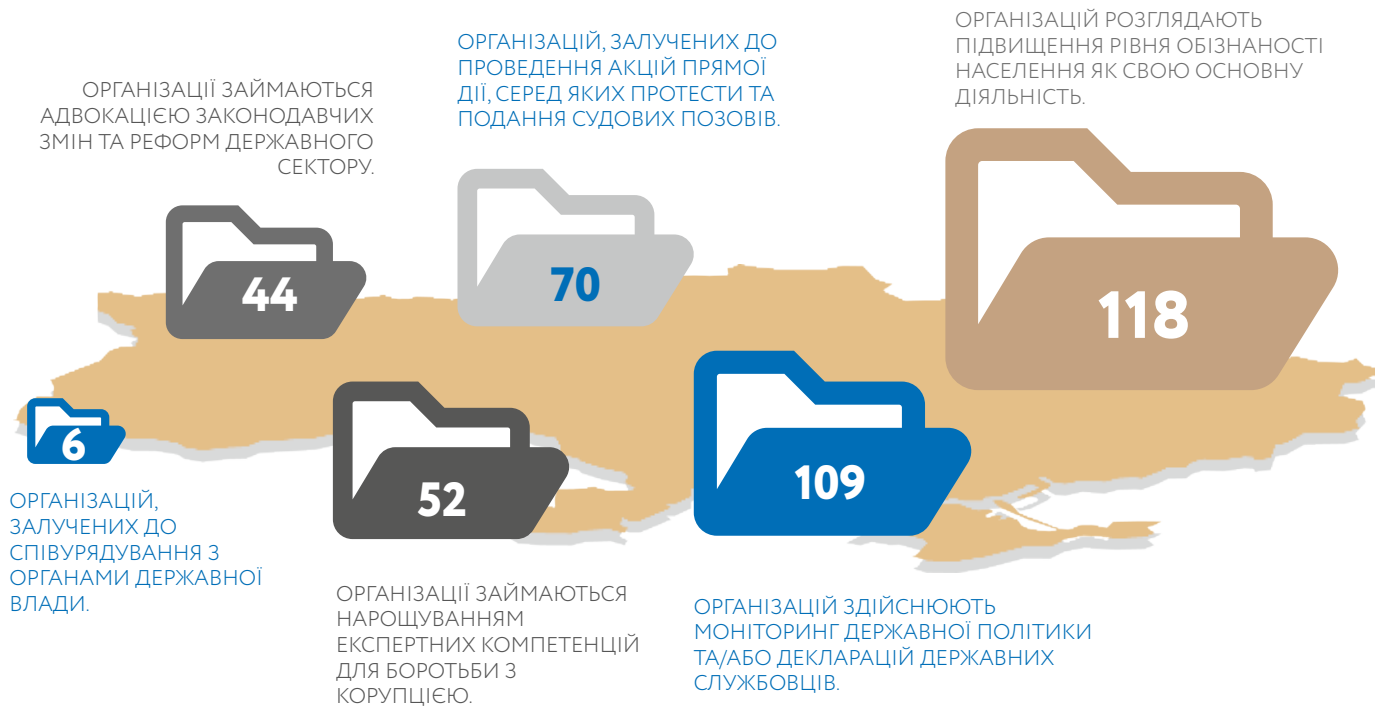 ОРГАНІЗАЦІЇ ЗАЙМАЮТЬСЯ
АДВОКАЦІЄЮ ЗАКОНОДАВЧИХ
ЗМІН ТА РЕФОРМ ДЕРЖАВНОГО
СЕКТОРУ.
44
ОРГАНІЗАЦІЙ, ЗАЛУЧЕНИХ ДО
ПРОВЕДЕННЯ АКЦІЙ ПРЯМОЇ
ДІЇ, СЕРЕД ЯКИХ ПРОТЕСТИ ТА
ПОДАННЯ СУДОВИХ ПОЗОВІВ.
70
ОРГАНІЗАЦІЙ РОЗГЛЯДАЮТЬ
ПІДВИЩЕННЯ РІВНЯ ОБІЗНАНОСТІ
НАСЕЛЕННЯ ЯК СВОЮ ОСНОВНУ
ДІЯЛЬНІСТЬ.
118
6
ОРГАНІЗАЦІЙ,
ЗАЛУЧЕНИХ ДО
СПІВУРЯДУВАННЯ З
ОРГАНАМИ ДЕРЖАВНОЇ
ВЛАДИ.
52
ОРГАНІЗАЦІЇ ЗАЙМАЮТЬСЯ
НАРОЩУВАННЯМ
ЕКСПЕРТНИХ КОМПЕТЕНЦІЙ
ДЛЯ БОРОТЬБИ З
КОРУПЦІЄЮ.
109
ОРГАНІЗАЦІЙ ЗДІЙСНЮЮТЬ
МОНІТОРИНГ ДЕРЖАВНОЇ ПОЛІТИКИ
ТА/АБО ДЕКЛАРАЦІЙ ДЕРЖАВНИХ
СЛУЖБОВЦІВ.